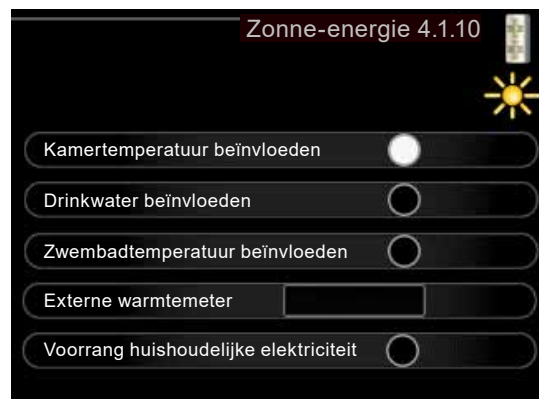 Zonne-energie 4.1.10
Kamertemperatuur beïnvloeden
Drinkwater beïnvloeden
Zwembadtemperatuur beïnvloeden
Externe warmtemeter
Voorrang huishoudelijke elektriciteit